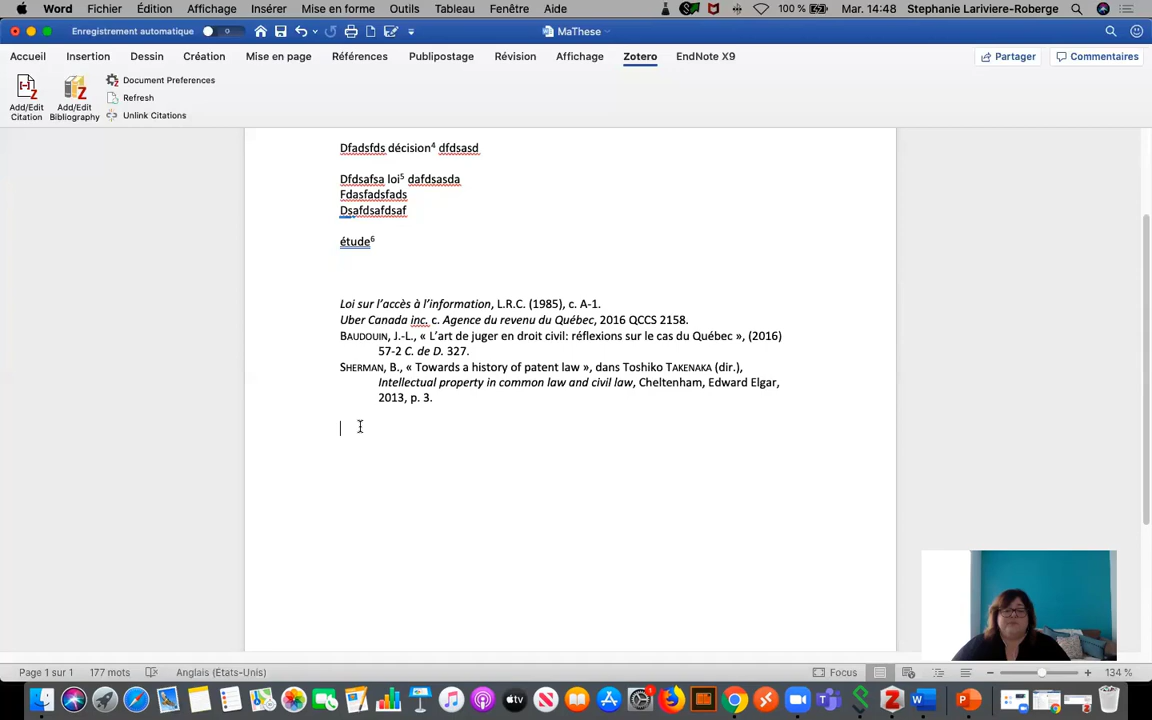 Word Fichier Édition Affichage Insérer Mise en forme Outils Tableau Fenêtre Aide 100 % Mar. 14:48 Stephanie Lariviere-Roberge
Enregistrement automatique MaThese
Accueil Insertion Dessin Création Mise en page Références Publipostage Révision Affichage Zotero EndNote X9 Partager Commentaires
Add/Edit Citation
Add/Edit Bibliography
Document Preferences
Refresh
Unlink Citations
Dfadsfds décision⁴ dfdsasd
Dfdsafsa loi⁵ dafdsasda
Fdasfadsfads
Dsafdsafdsaf
étude⁶
Loi sur l'accès à l'information, L.R.C. (1985), c. A-1.
Uber Canada inc. c. Agence du revenu du Québec, 2016 QCCS 2158.
BAUDOUIN, J.-L., « L'art de juger en droit civil: réflexions sur le cas du Québec », (2016)
57-2 C. de D. 327.
SHERMAN, B., « Towards a history of patent law », dans Toshiko TAKENAKA (dir.),
Intellectual property in common law and civil law, Cheltenham, Edward Elgar,
2013, p. 3.
Page 1 sur 1 177 mots Anglais (États-Unis) Focus 134 %